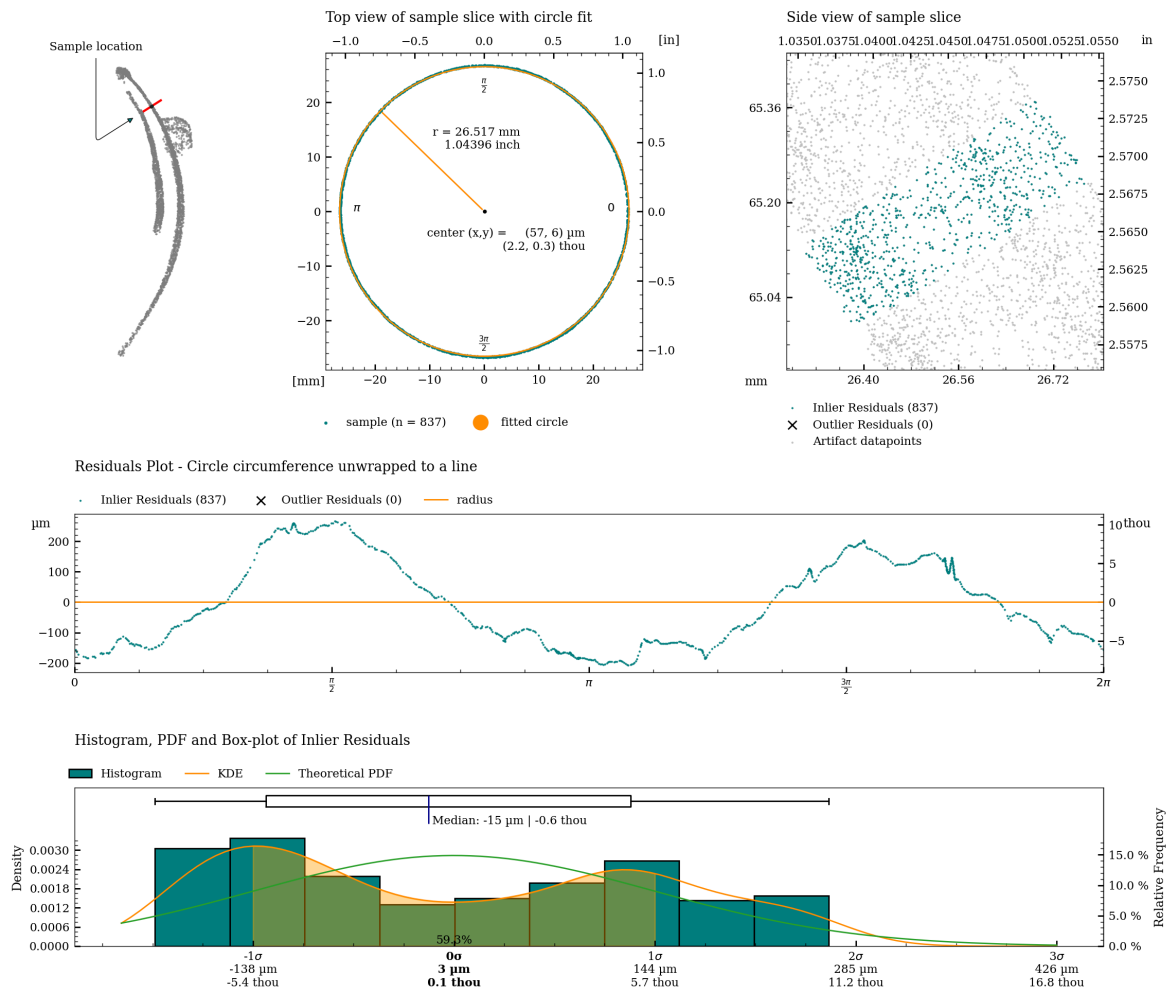 Top view of sample slice with circle fit
Side view of sample slice
Sample location
−1.0 −0.5 0.0 0.5 1.0 [in]
1.0350 1.0375 1.0400 1.0425 1.0450 1.0475 1.0500 1.0525 1.0550 in
20
10
0
−10
−20
1.0
0.5
0.0
−0.5
−1.0
π/2
r = 26.517 mm
1.04396 inch
π
0
center (x,y) = (57, 6) µm
(2.2, 0.3) thou
3π/2
[mm] −20 −10 0 10 20
65.36
65.20
65.04
2.5750
2.5725
2.5700
2.5675
2.5650
2.5625
2.5600
2.5575
mm 26.40 26.56 26.72
sample (n = 837) fitted circle
Inlier Residuals (837)
Outlier Residuals (0)
Artifact datapoints
Residuals Plot - Circle circumference unwrapped to a line
Inlier Residuals (837) Outlier Residuals (0) radius
µm
200
100
0
−100
−200
10 thou
5
0
−5
0 π/2 π 3π/2 2π
Histogram, PDF and Box-plot of Inlier Residuals
Histogram KDE Theoretical PDF
Median: -15 µm | -0.6 thou
Density
0.0030
0.0024
0.0018
0.0012
0.0006
0.0000
15.0 %
10.0 %
5.0 %
0.0 %
Relative Frequency
59.3%
-1σ 0σ 1σ 2σ 3σ
-138 µm 3 µm 144 µm 285 µm 426 µm
-5.4 thou 0.1 thou 5.7 thou 11.2 thou 16.8 thou